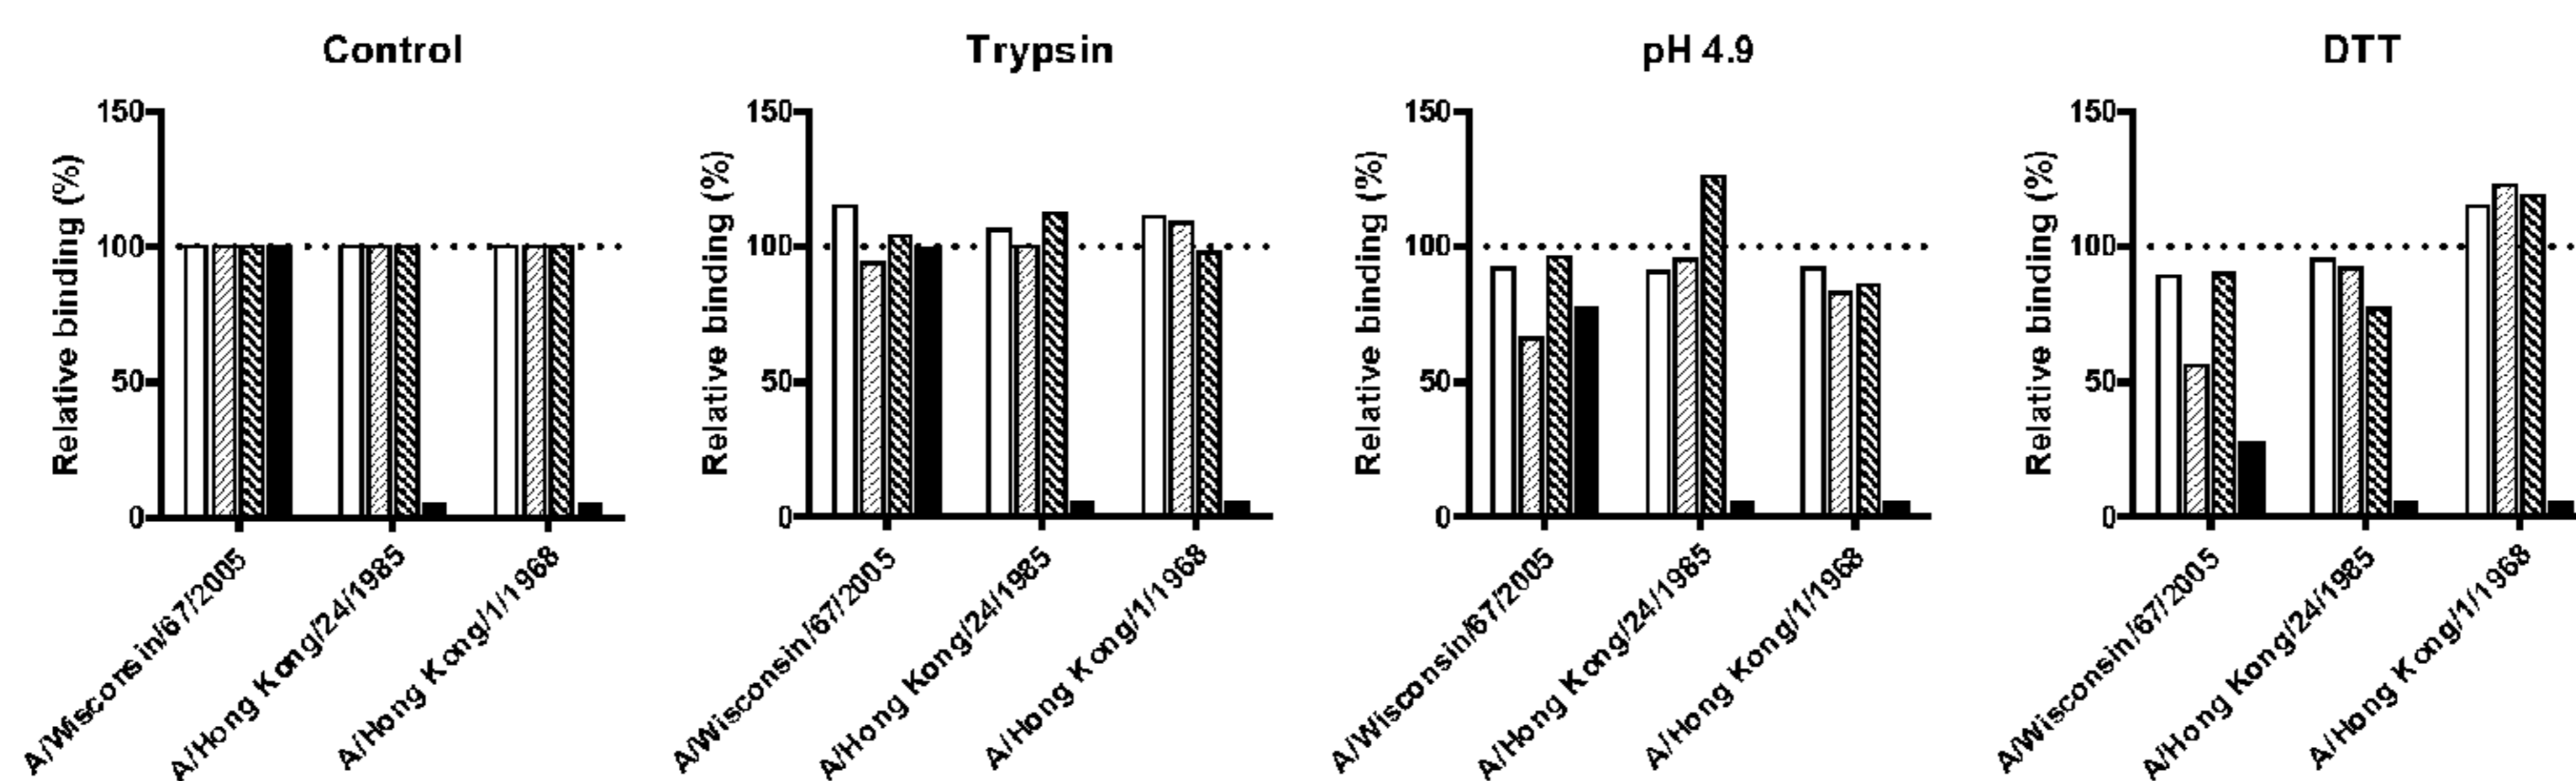 Control
Relative binding (%)
150
100
50
0
A/Wisconsin/67/2005
A/Hong Kong/24/1985
A/Hong Kong/1/1968
Trypsin
Relative binding (%)
150
100
50
0
A/Wisconsin/67/2005
A/Hong Kong/24/1985
A/Hong Kong/1/1968
pH 4.9
Relative binding (%)
150
100
50
0
A/Wisconsin/67/2005
A/Hong Kong/24/1985
A/Hong Kong/1/1968
DTT
Relative binding (%)
150
100
50
0
A/Wisconsin/67/2005
A/Hong Kong/24/1985
A/Hong Kong/1/1968